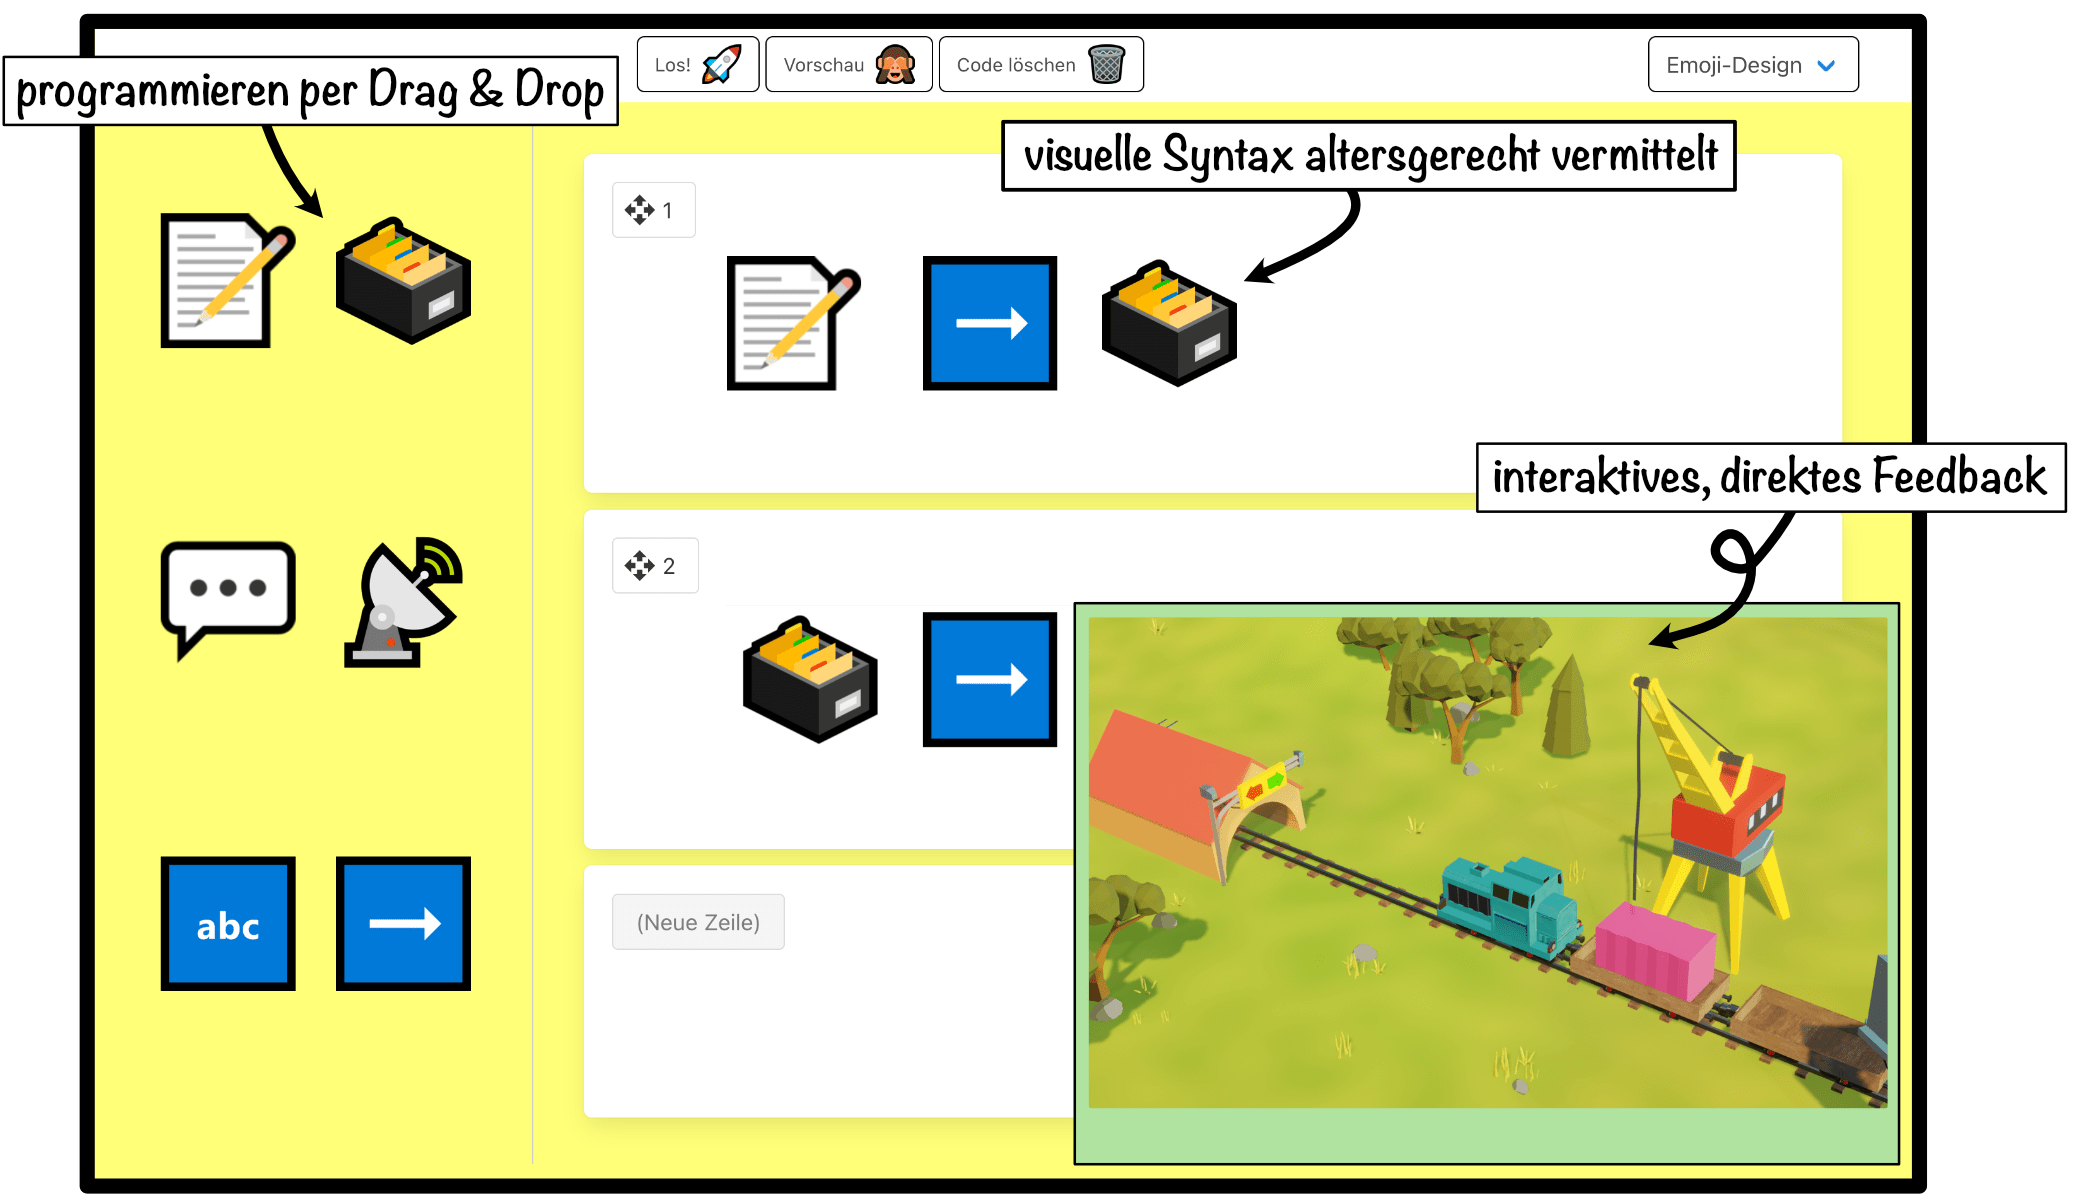 Los!
Vorschau
Code löschen
Emoji-Design
programmieren per Drag & Drop
visuelle Syntax altersgerecht vermittelt
1
interaktives, direktes Feedback
2
abc
(Neue Zeile)